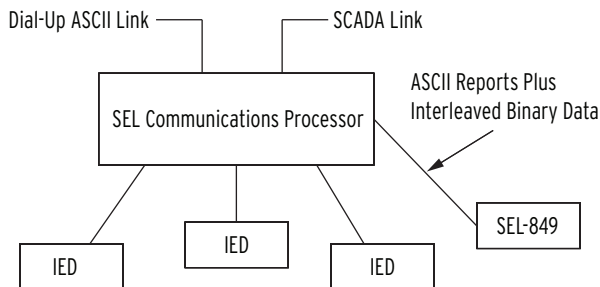 Dial-Up ASCII Link
SCADA Link
SEL Communications Processor
ASCII Reports Plus
Interleaved Binary Data
SEL-849
IED
IED
IED